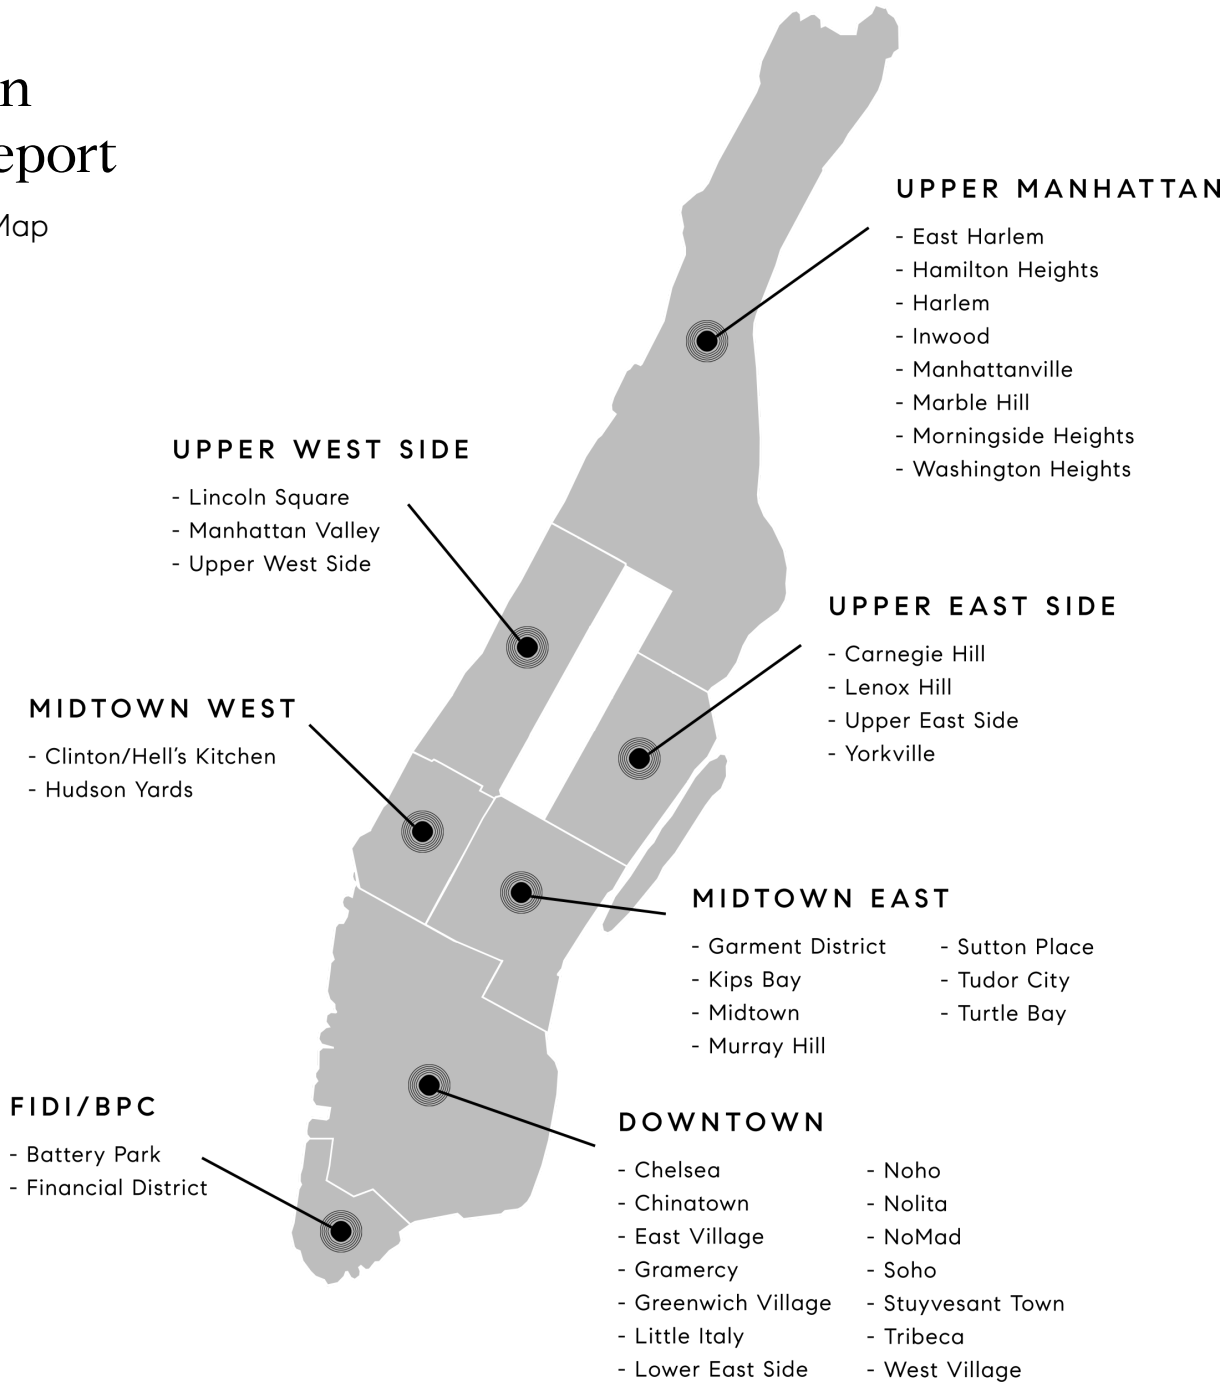 n
eport
Map
UPPER MANHATTAN
- East Harlem
- Hamilton Heights
- Harlem
- Inwood
- Manhattanville
- Marble Hill
- Morningside Heights
- Washington Heights
UPPER WEST SIDE
- Lincoln Square
- Manhattan Valley
- Upper West Side
UPPER EAST SIDE
- Carnegie Hill
- Lenox Hill
- Upper East Side
- Yorkville
MIDTOWN WEST
- Clinton/Hell's Kitchen
- Hudson Yards
MIDTOWN EAST
- Garment District
- Kips Bay
- Midtown
- Murray Hill
- Sutton Place
- Tudor City
- Turtle Bay
FIDI/BPC
- Battery Park
- Financial District
DOWNTOWN
- Chelsea
- Chinatown
- East Village
- Gramercy
- Greenwich Village
- Little Italy
- Lower East Side
- Noho
- Nolita
- NoMad
- Soho
- Stuyvesant Town
- Tribeca
- West Village